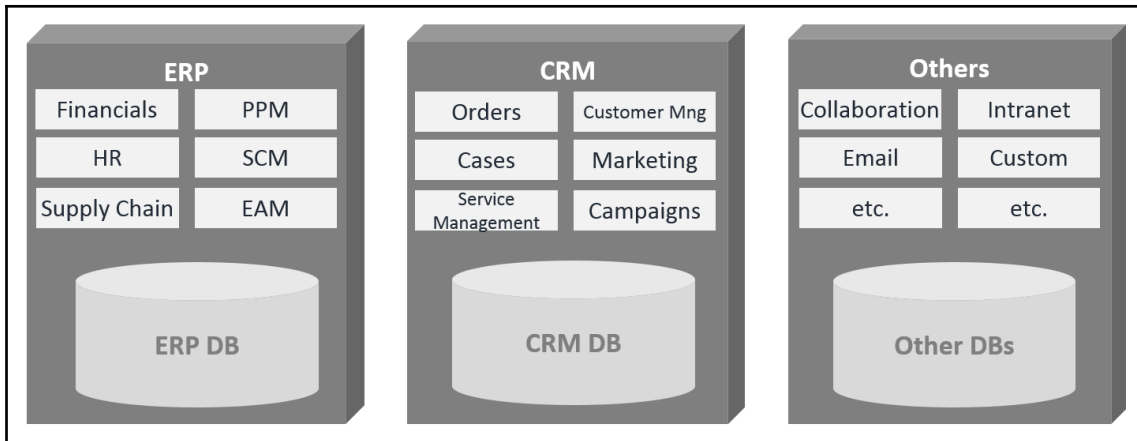 ERP
Financials
PPM
HR
SCM
Supply Chain
EAM
ERP DB
CRM
Orders
Customer Mng
Cases
Marketing
Service
Management
Campaigns
CRM DB
Others
Collaboration
Intranet
Email
Custom
etc.
etc.
Other DBs